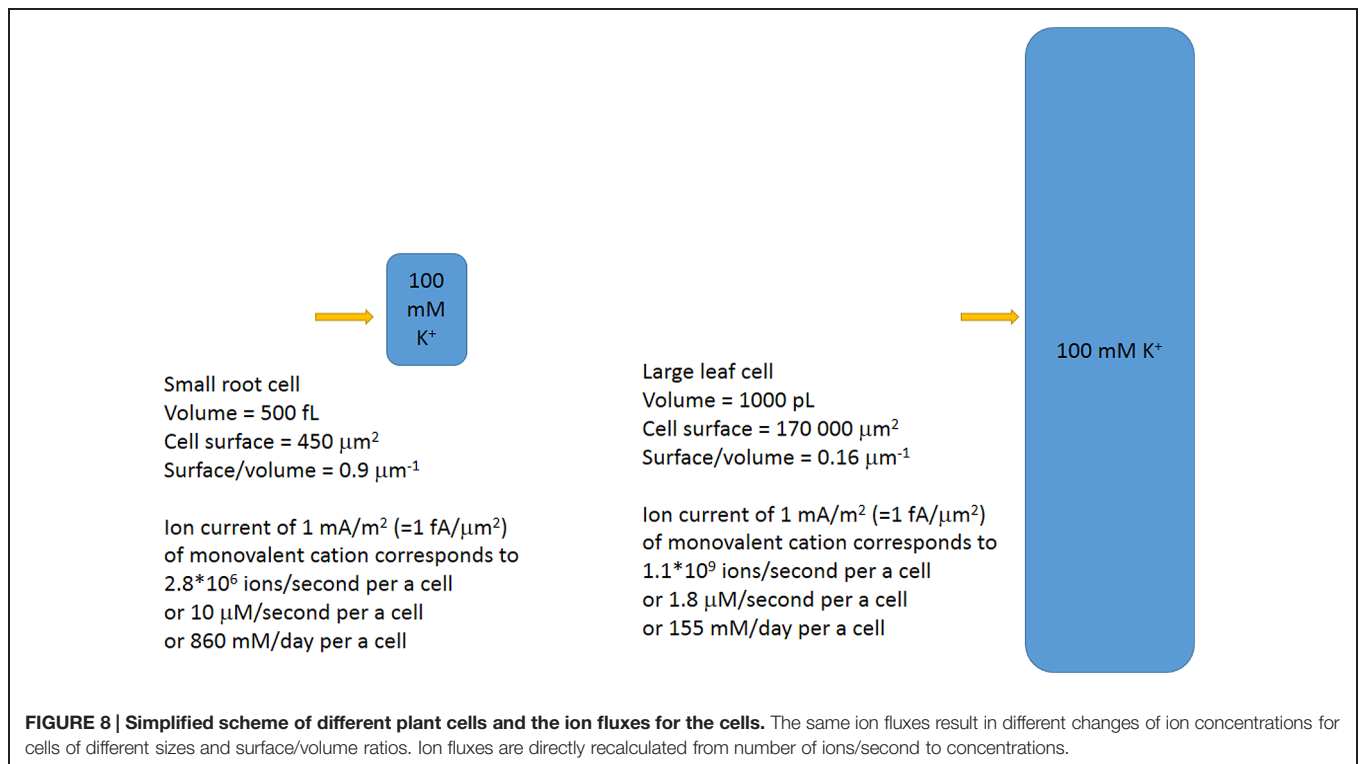 100
mM
K⁺
Small root cell
Volume = 500 fL
Cell surface = 450 μm²
Surface/volume = 0.9 μm⁻¹
Ion current of 1 mA/m² (=1 fA/μm²)
of monovalent cation corresponds to
2.8*10⁶ ions/second per a cell
or 10 μM/second per a cell
or 860 mM/day per a cell
100 mM K⁺
Large leaf cell
Volume = 1000 pL
Cell surface = 170 000 μm²
Surface/volume = 0.16 μm⁻¹
Ion current of 1 mA/m² (=1 fA/μm²)
of monovalent cation corresponds to
1.1*10⁹ ions/second per a cell
or 1.8 μM/second per a cell
or 155 mM/day per a cell
FIGURE 8 | Simplified scheme of different plant cells and the ion fluxes for the cells. The same ion fluxes result in different changes of ion concentrations for
cells of different sizes and surface/volume ratios. Ion fluxes are directly recalculated from number of ions/second to concentrations.